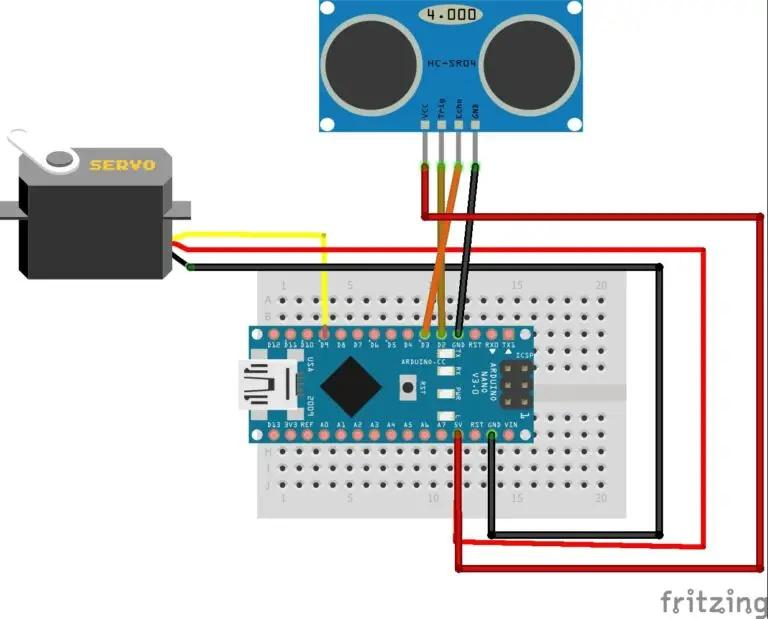 4.000
HC-SR04
VCC Trig Echo GND
SERVO
1 5 10 15 20
A
B
D12 D11 D10 D9 D8 D7 D6 D5 D4 D3 D2 GND RST RX0 TX1
USA
2009
ARDUINO.CC
RST
TX
RX
PWR
L
ARDUINO
NANO
V3.0
ICSP
1
D13 3V3 REF A0 A1 A2 A3 A4 A5 A6 A7 5V RST GND VIN
H
I
J
1 5 10 15 20
fritzing